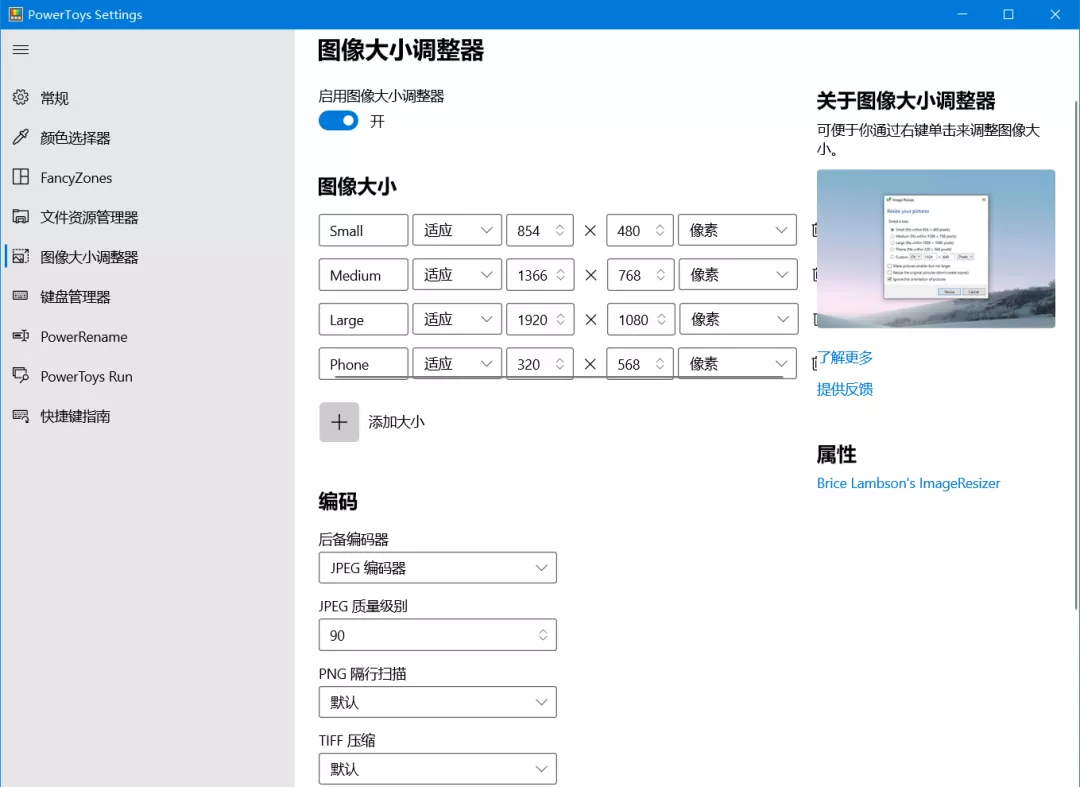 PowerToys Settings
常规
颜色选择器
FancyZones
文件资源管理器
图像大小调整器
键盘管理器
PowerRename
PowerToys Run
快捷键指南
图像大小调整器
启用图像大小调整器
开
图像大小
Small 适应 854 × 480 像素
Medium 适应 1366 × 768 像素
Large 适应 1920 × 1080 像素
Phone 适应 320 × 568 像素
添加大小
编码
后备编码器
JPEG 编码器
JPEG 质量级别
90
PNG 隔行扫描
默认
TIFF 压缩
默认
关于图像大小调整器
可便于你通过右键单击来调整图像大
小。
Image Resizer
Resize your pictures
Select a size
了解更多
提供反馈
属性
Brice Lambson's ImageResizer